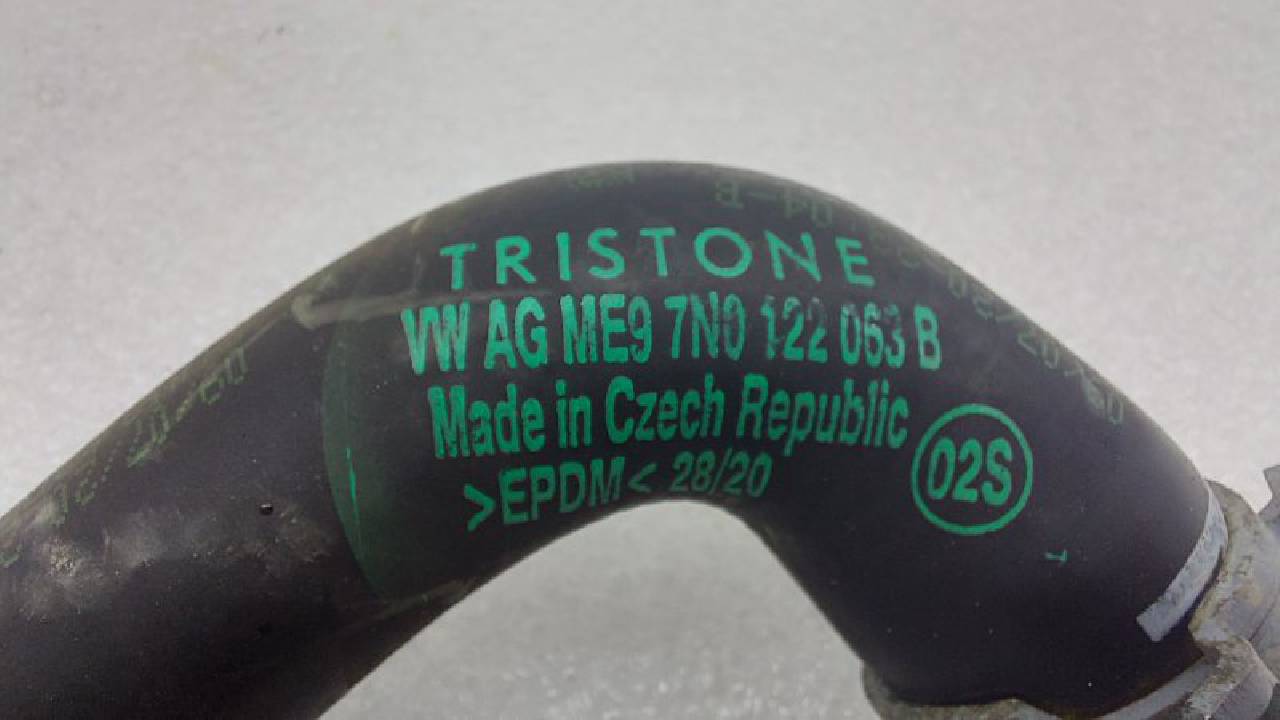 TRISTONE
VW AG ME9 7N0 122 063 B
Made in Czech Republic
>EPDM< 28/20
02S